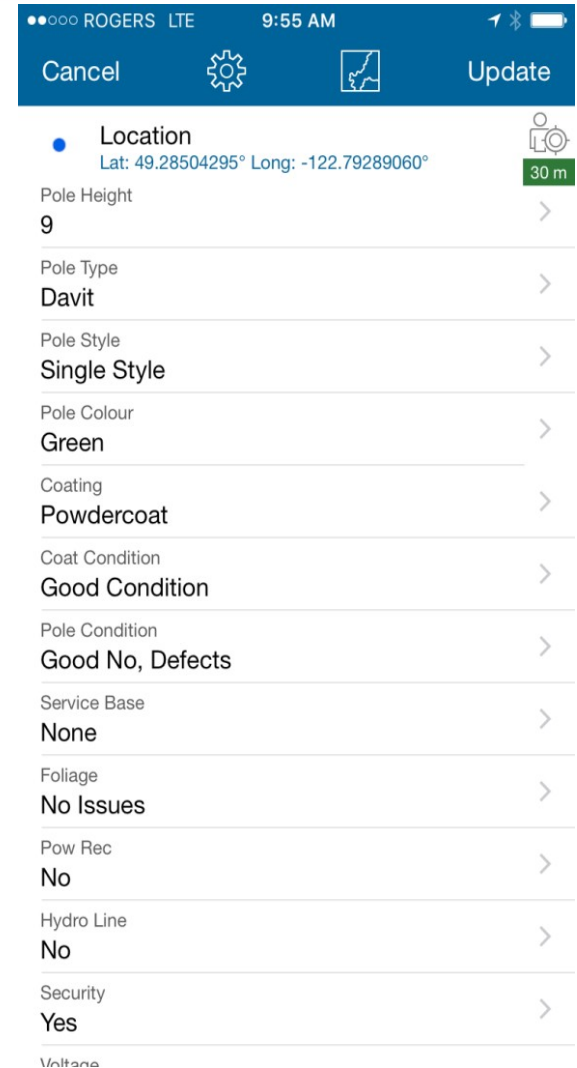 ROGERS LTE 9:55 AM
Cancel Update
Location
Lat: 49.28504295° Long: -122.79289060°
30 m
Pole Height
9
Pole Type
Davit
Pole Style
Single Style
Pole Colour
Green
Coating
Powdercoat
Coat Condition
Good Condition
Pole Condition
Good No, Defects
Service Base
None
Foliage
No Issues
Pow Rec
No
Hydro Line
No
Security
Yes
Voltage